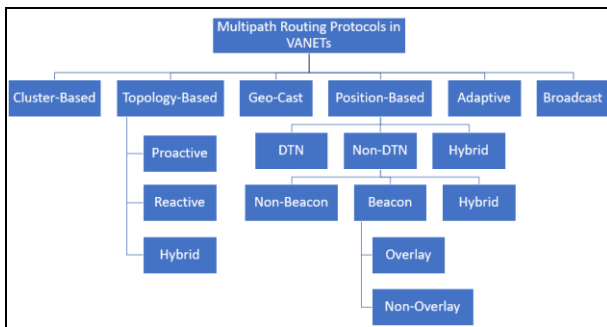 Multipath Routing Protocols in
VANETs
Cluster-Based
Topology-Based
Geo-Cast
Position-Based
Adaptive
Broadcast
Proactive
DTN
Non-DTN
Hybrid
Reactive
Non-Beacon
Beacon
Hybrid
Hybrid
Overlay
Non-Overlay